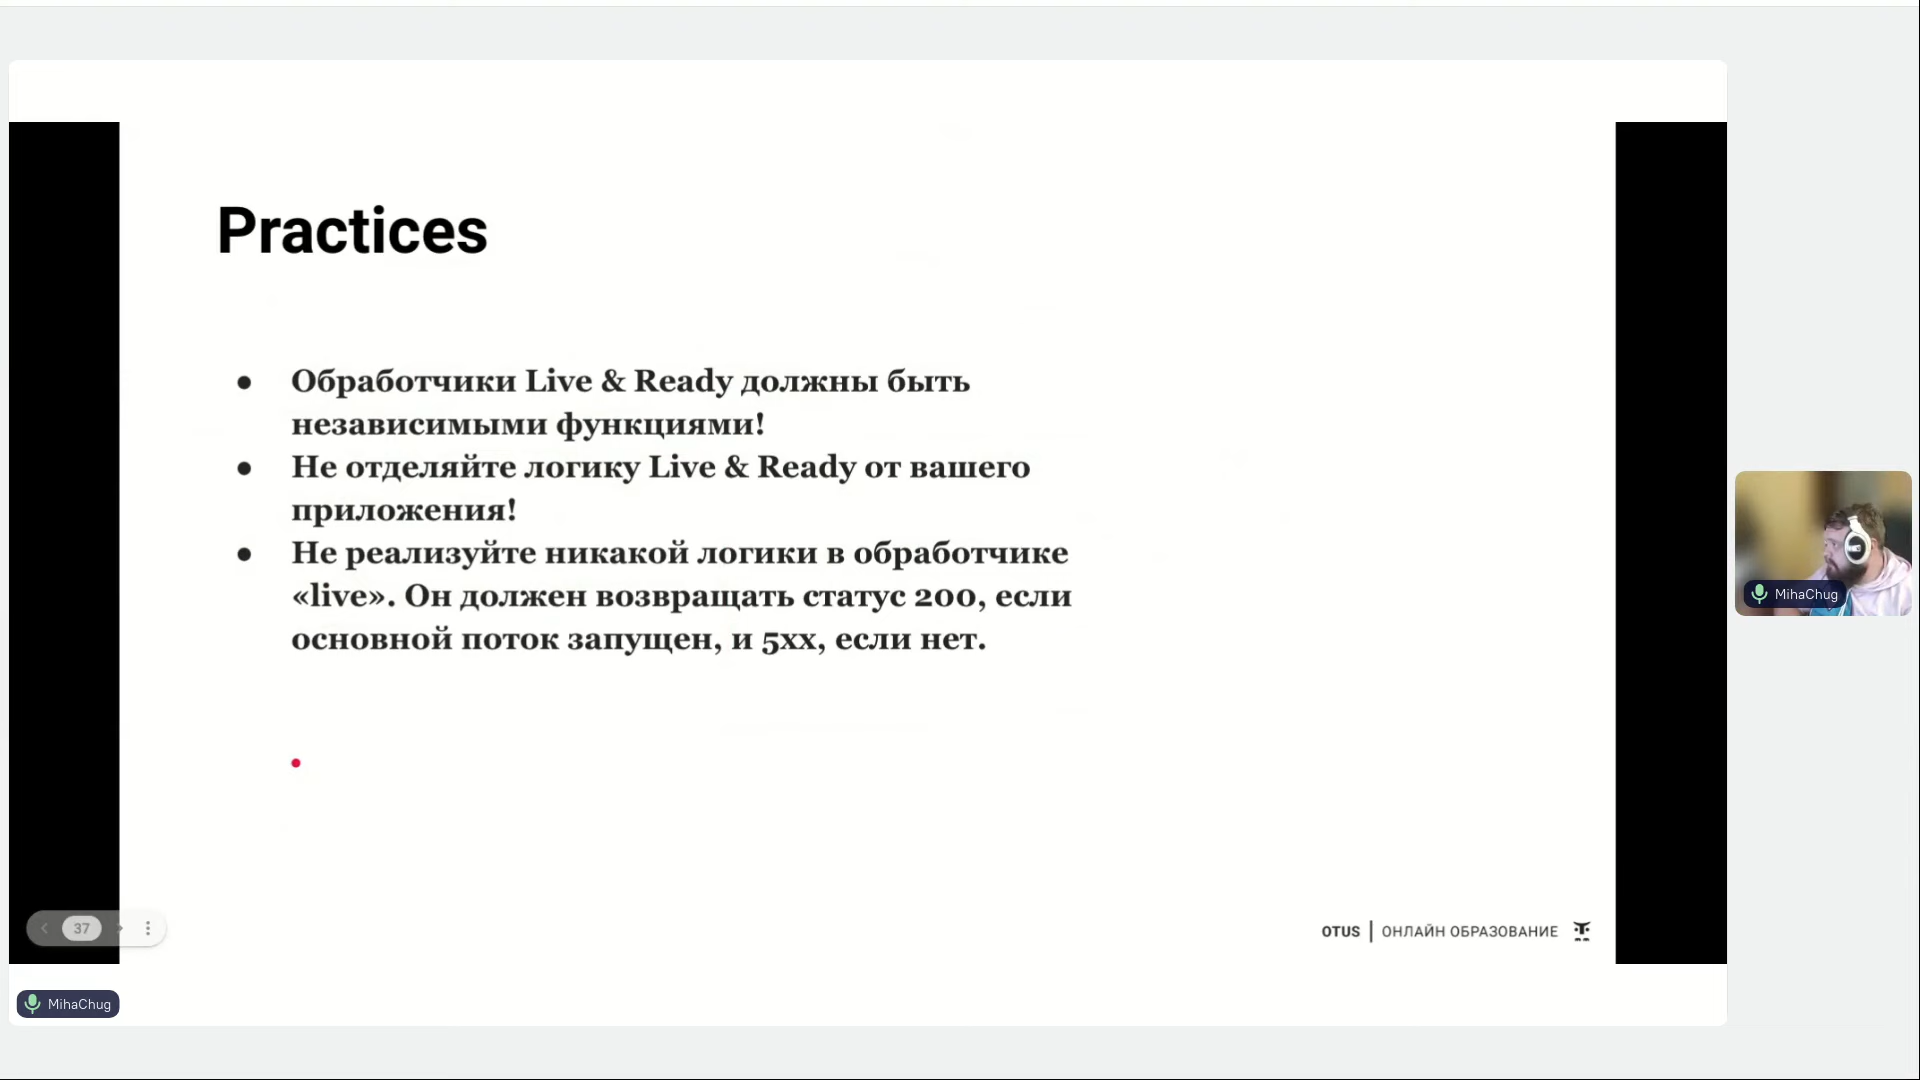 Practices
● Обработчики Live & Ready должны быть
независимыми функциями!
● Не отделяйте логику Live & Ready от вашего
приложения!
● Не реализуйте никакой логики в обработчике
«live». Он должен возвращать статус 200, если
основной поток запущен, и 5xx, если нет.
MihaChug
37
OTUS | ОНЛАЙН ОБРАЗОВАНИЕ
MihaChug